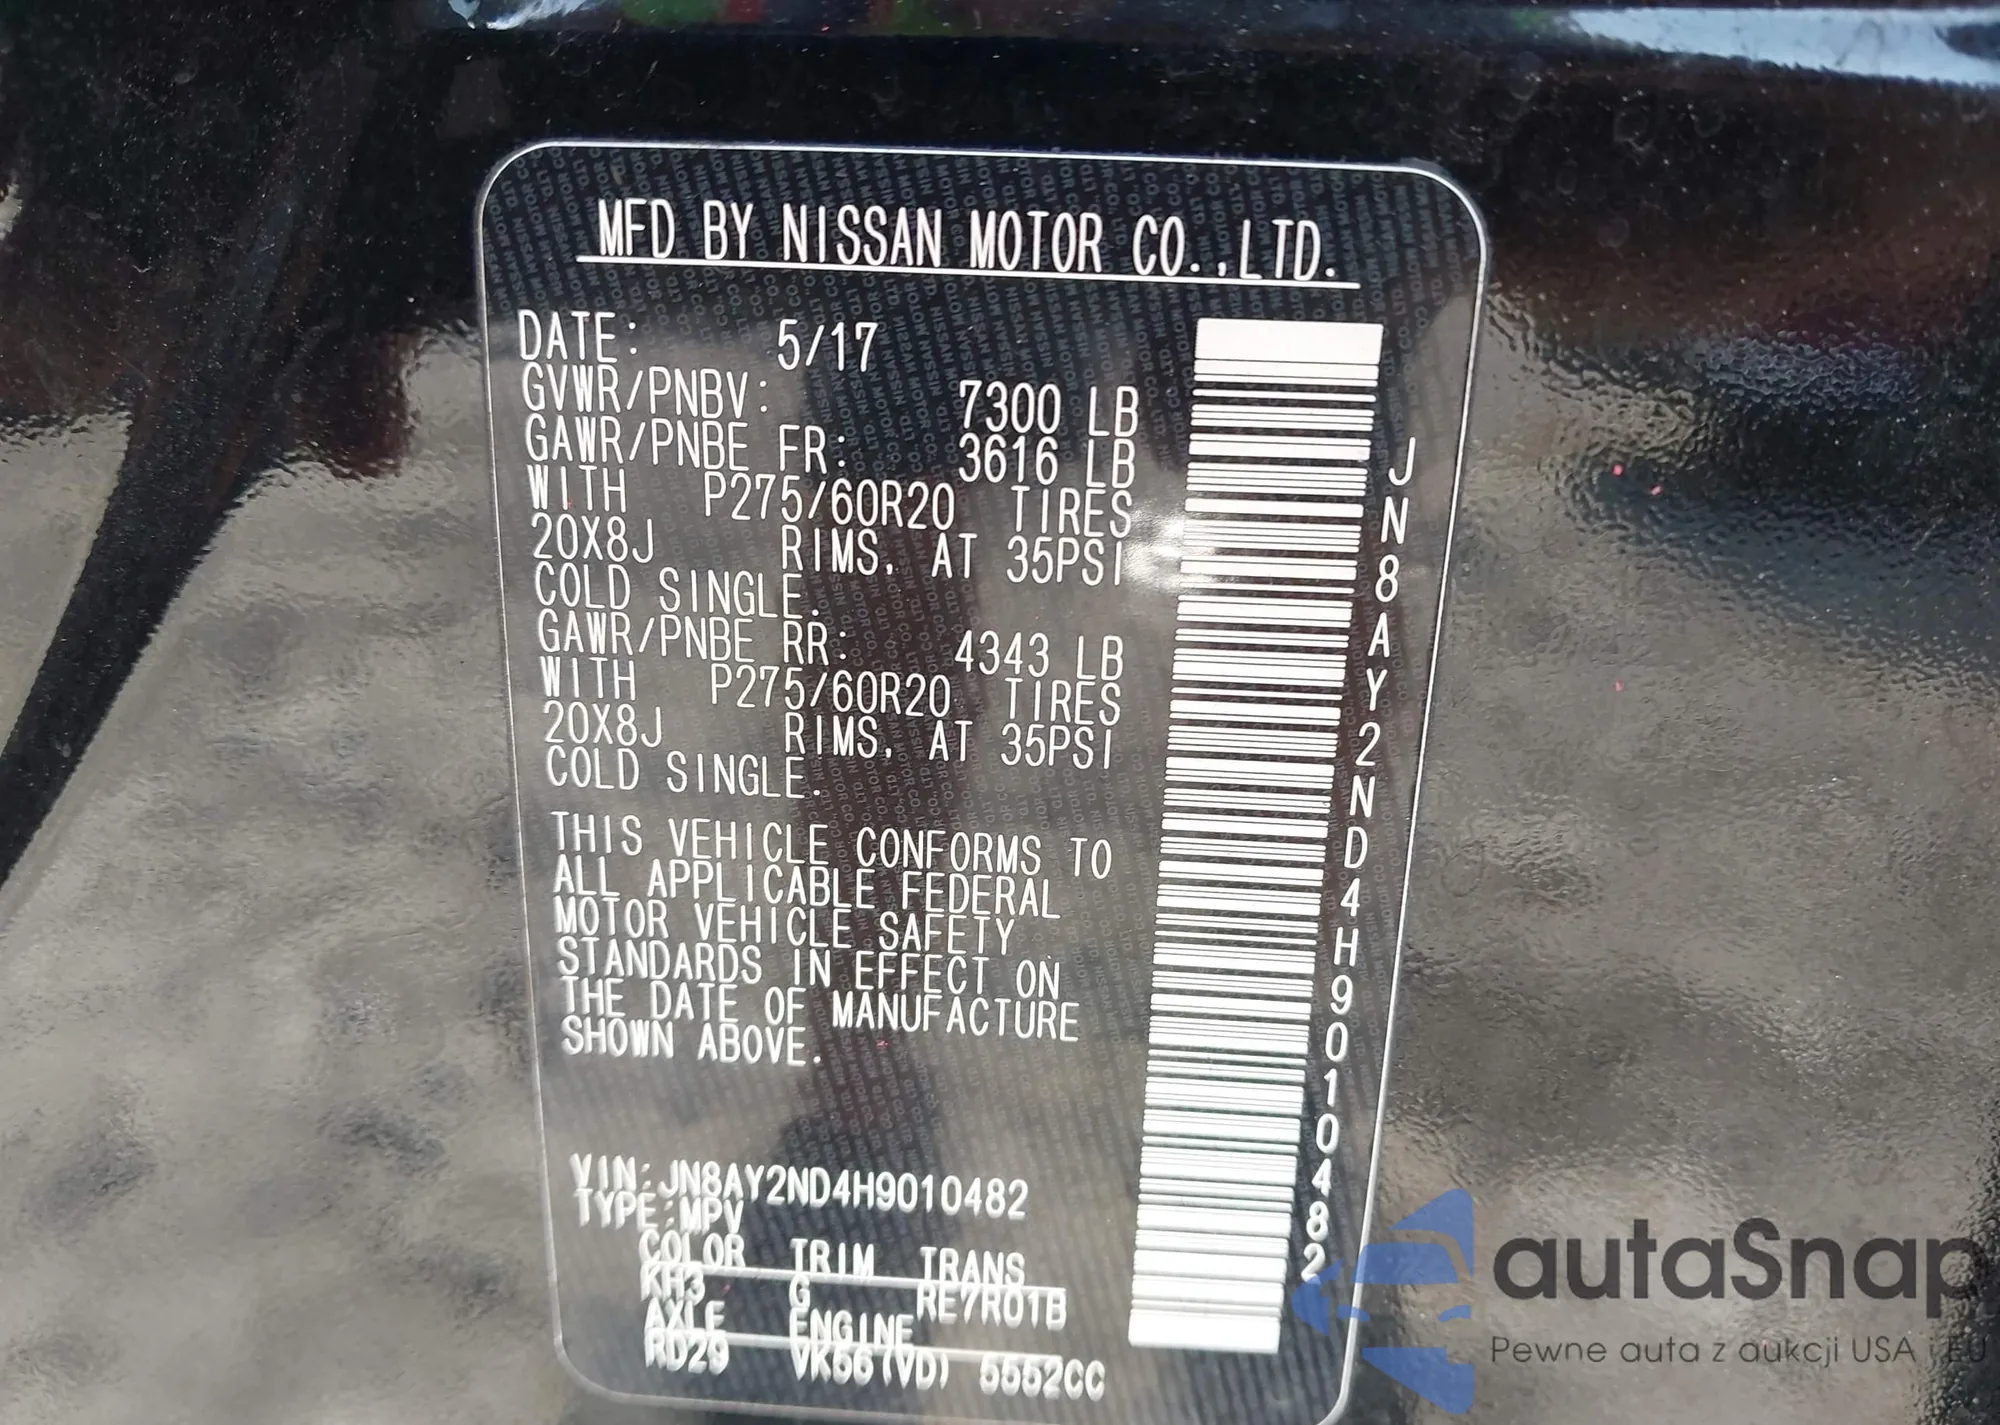 MFD BY NISSAN MOTOR CO.,LTD.
DATE: 5/17
GVWR/PNBV: 7300 LB
GAWR/PNBE FR: 3616 LB
WITH P275/60R20 TIRES
20X8J RIMS, AT 35PSI
COLD SINGLE.
GAWR/PNBE RR: 4343 LB
WITH P275/60R20 TIRES
20X8J RIMS, AT 35PSI
COLD SINGLE.
THIS VEHICLE CONFORMS TO
ALL APPLICABLE FEDERAL
MOTOR VEHICLE SAFETY
STANDARDS IN EFFECT ON
THE DATE OF MANUFACTURE
SHOWN ABOVE.
VIN:JN8AY2ND4H9010482
TYPE:MPV
COLOR TRIM TRANS
KH3 G RE7R01B
AXLE ENGINE
RD29 VK56(VD) 5552CC
JN8AY2ND4H9010482
autaSnap
Pewne auta z aukcji USA i EU